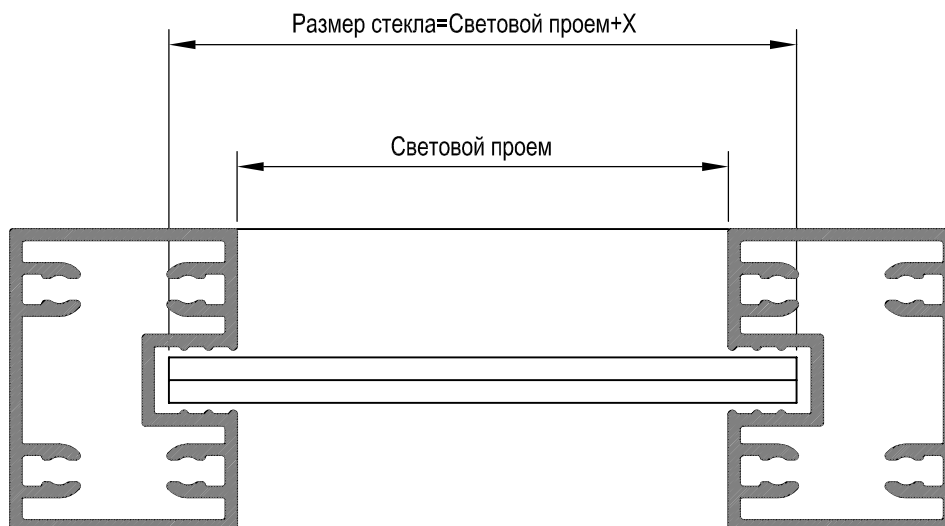 Размер стекла=Световой проем+X
Световой проем